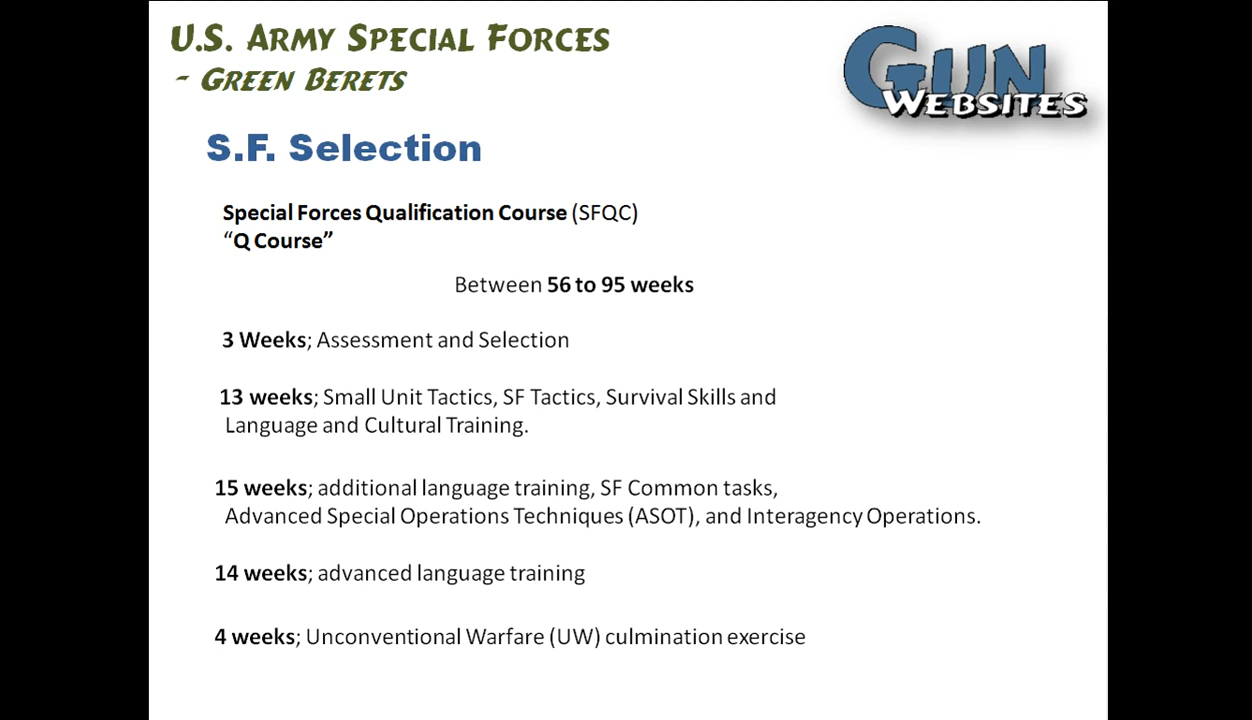 U.S. ARMY SPECIAL FORCES
- GREEN BERETS
GUN
WEBSITES
S.F. Selection
Special Forces Qualification Course (SFQC)
“Q Course”
Between 56 to 95 weeks
3 Weeks; Assessment and Selection
13 weeks; Small Unit Tactics, SF Tactics, Survival Skills and
Language and Cultural Training.
15 weeks; additional language training, SF Common tasks,
Advanced Special Operations Techniques (ASOT), and Interagency Operations.
14 weeks; advanced language training
4 weeks; Unconventional Warfare (UW) culmination exercise